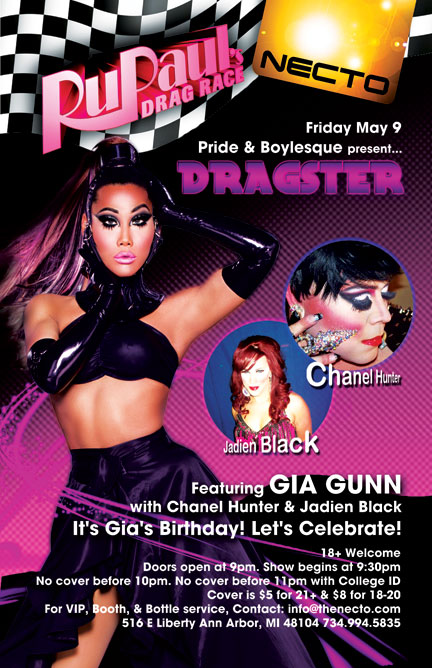 RuPaul's
DRAG RACE
NECTO
Friday May 9
Pride & Boylesque present...
DRAGSTER
Chanel Hunter
Jadien Black
Featuring GIA GUNN
with Chanel Hunter & Jadien Black
It's Gia's Birthday! Let's Celebrate!
18+ Welcome
Doors open at 9pm. Show begins at 9:30pm
No cover before 10pm. No cover before 11pm with College ID
Cover is $5 for 21+ & $8 for 18-20
For VIP, Booth, & Bottle service, Contact: info@thenecto.com
516 E Liberty Ann Arbor, MI 48104 734.994.5835